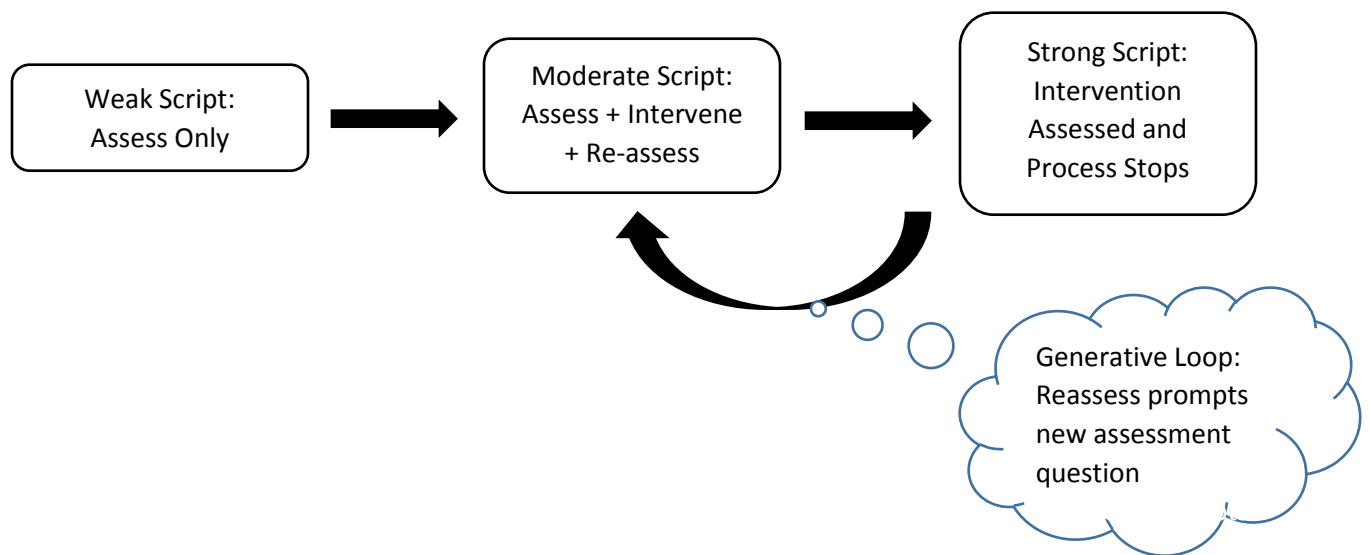 Weak Script:
Assess Only
Moderate Script:
Assess + Intervene
+ Re-assess
Strong Script:
Intervention
Assessed and
Process Stops
Generative Loop:
Reassess prompts
new assessment
question